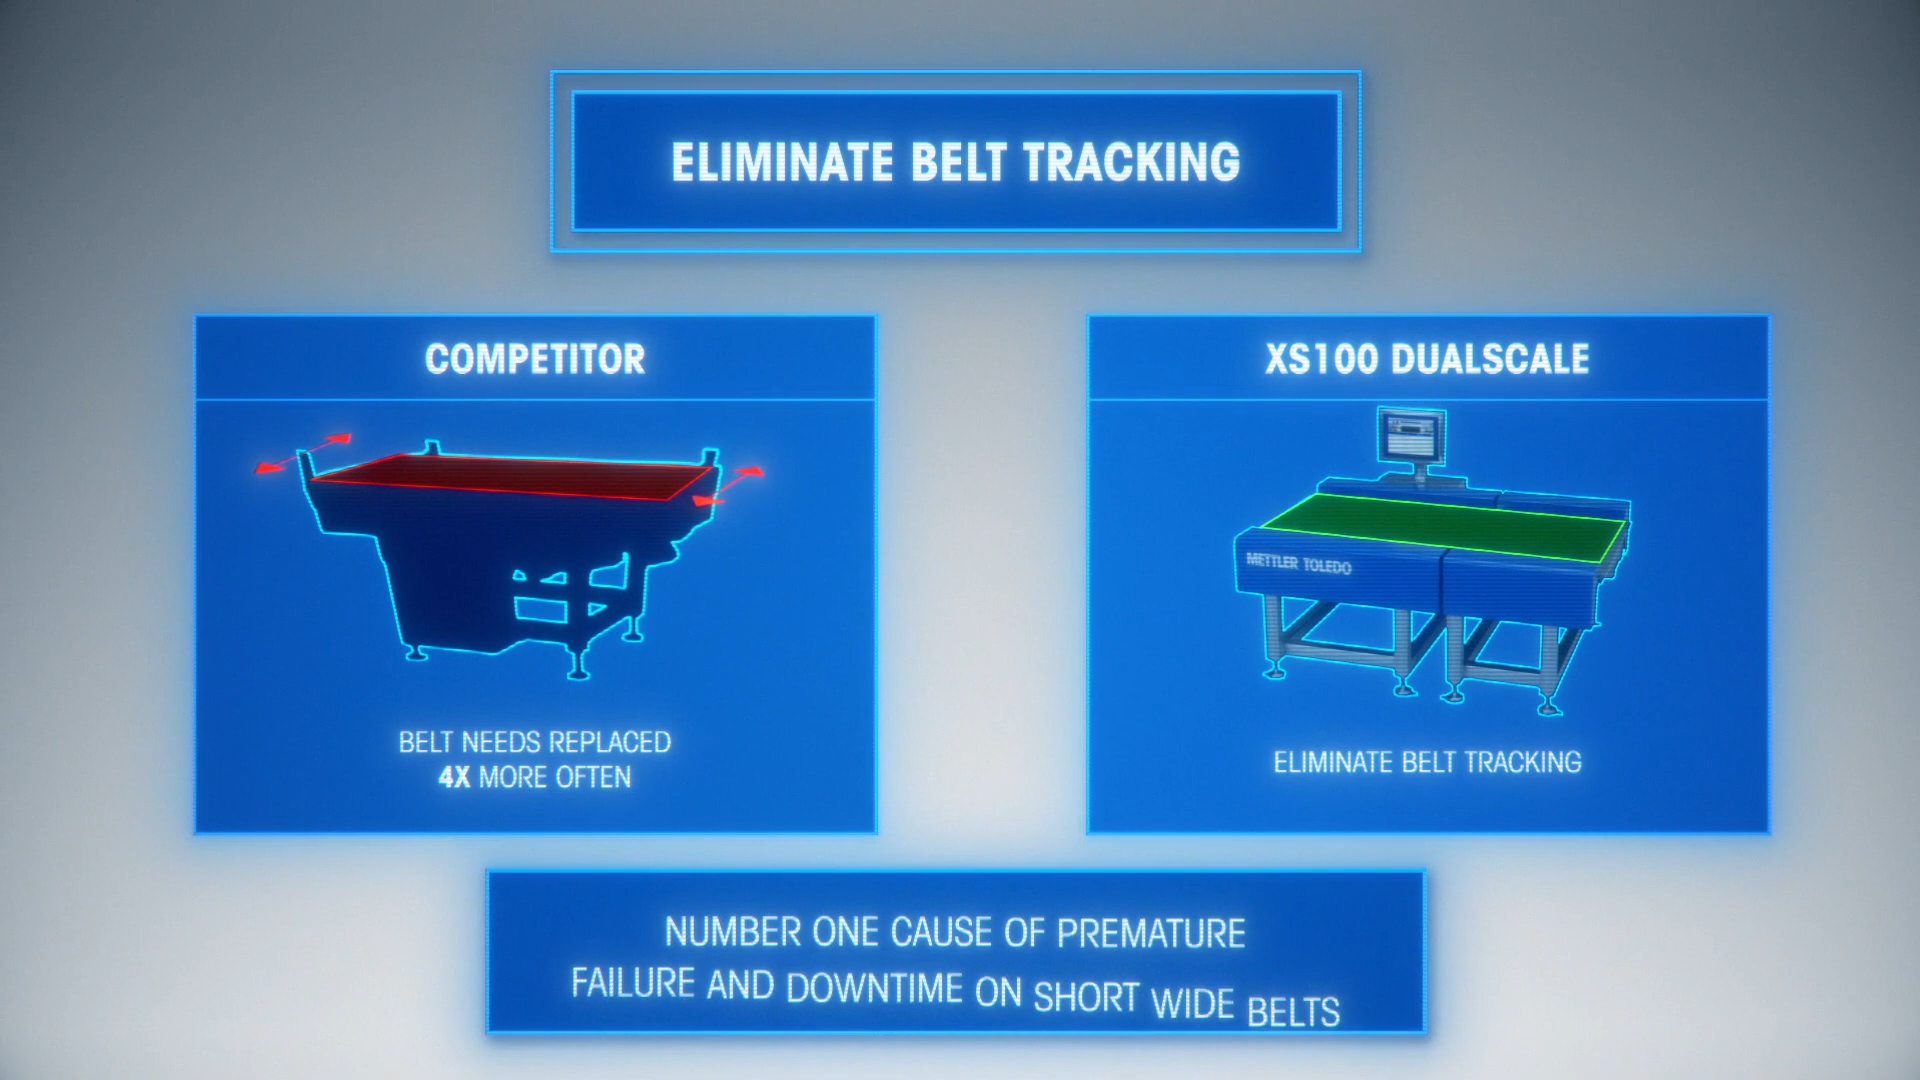 ELIMINATE BELT TRACKING
COMPETITOR
BELT NEEDS REPLACED
4X MORE OFTEN
XS100 DUALSCALE
METTLER TOLEDO
ELIMINATE BELT TRACKING
NUMBER ONE CAUSE OF PREMATURE
FAILURE AND DOWNTIME ON SHORT WIDE BELTS